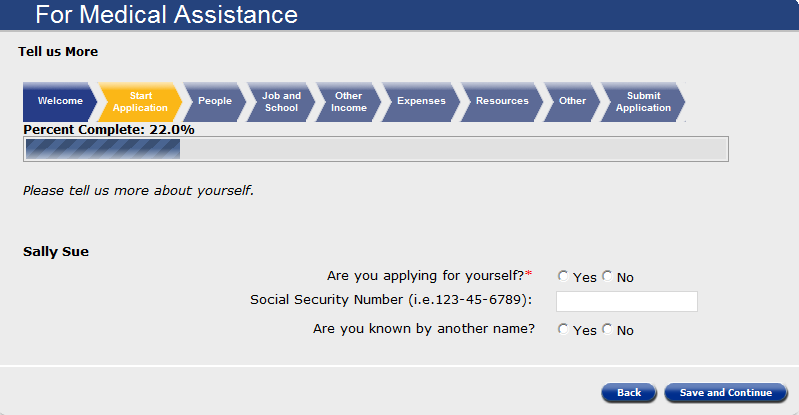 For Medical Assistance
Tell us More
Welcome
Start
Application
People
Job and
School
Other
Income
Expenses
Resources
Other
Submit
Application
Percent Complete: 22.0%
Please tell us more about yourself.
Sally Sue
Are you applying for yourself?* Yes No
Social Security Number (i.e.123-45-6789):
Are you known by another name? Yes No
Back Save and Continue